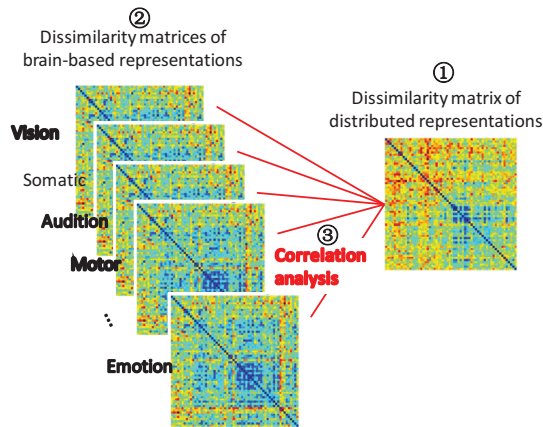 ②
Dissimilarity matrices of
brain-based representations
①
Dissimilarity matrix of
distributed representations
Vision
Somatic
Audition
Motor
...
Emotion
③
Correlation
analysis